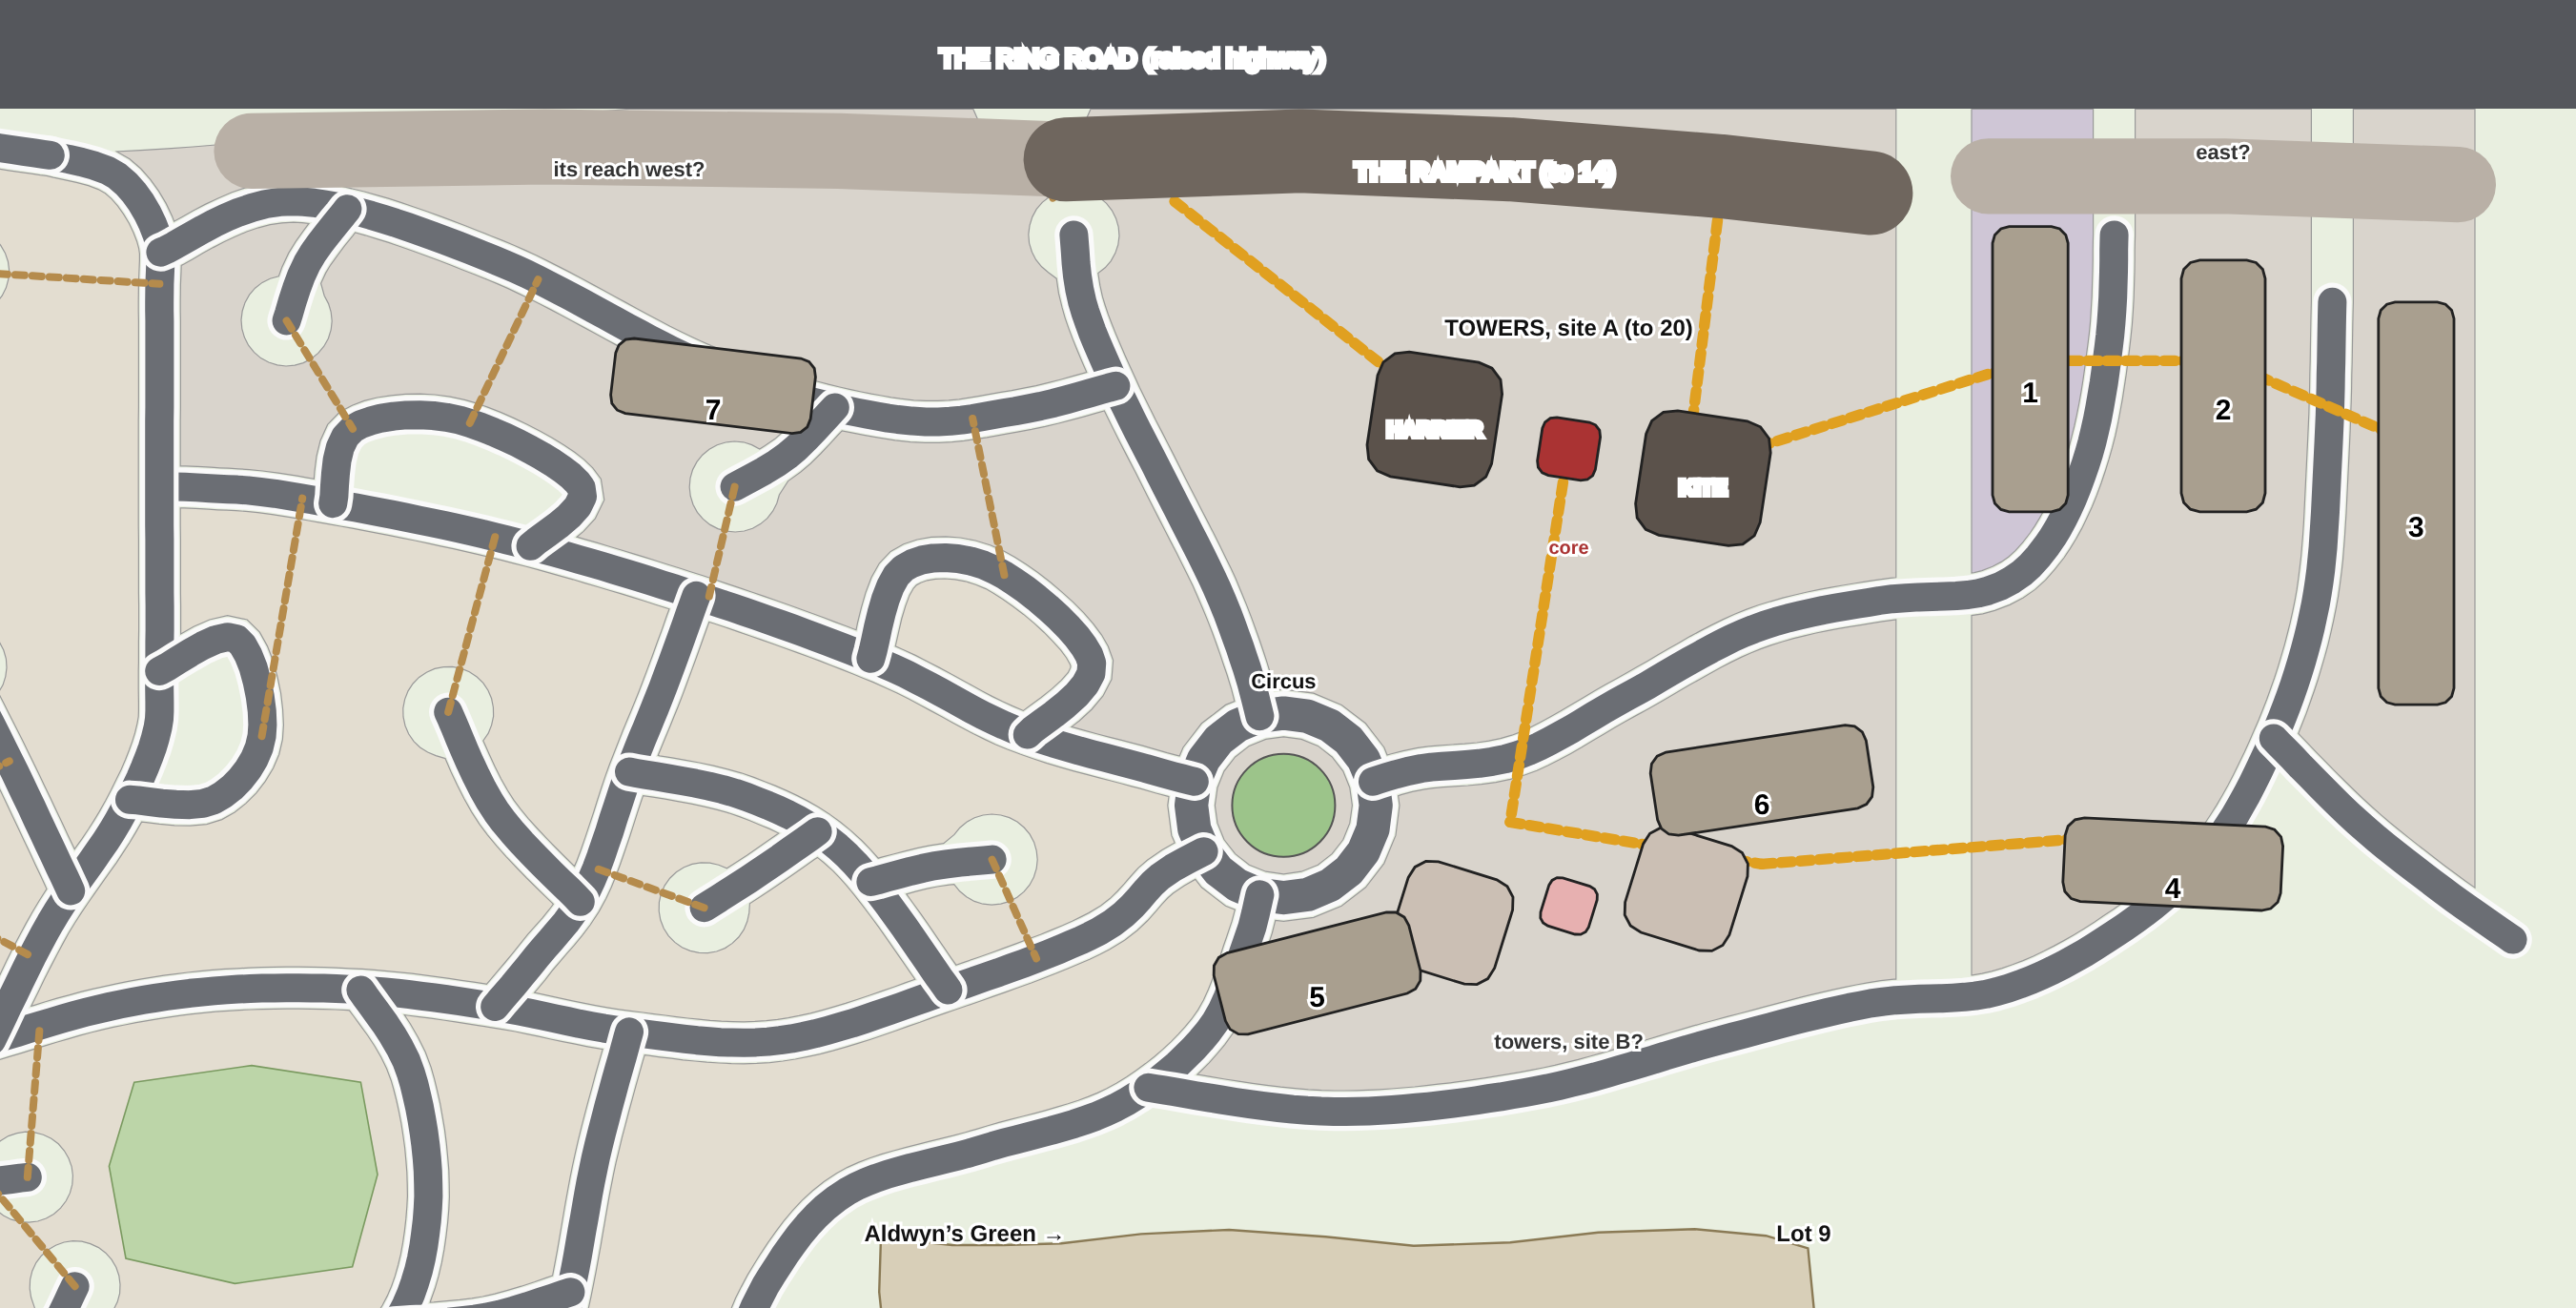 THE RING ROAD (raised highway)
its reach west?
THE RAMPART (to 14)
east?
TOWERS, site A (to 20)
HARRIER
KITE
core
1
2
3
7
Circus
6
4
5
towers, site B?
Aldwyn’s Green →
Lot 9